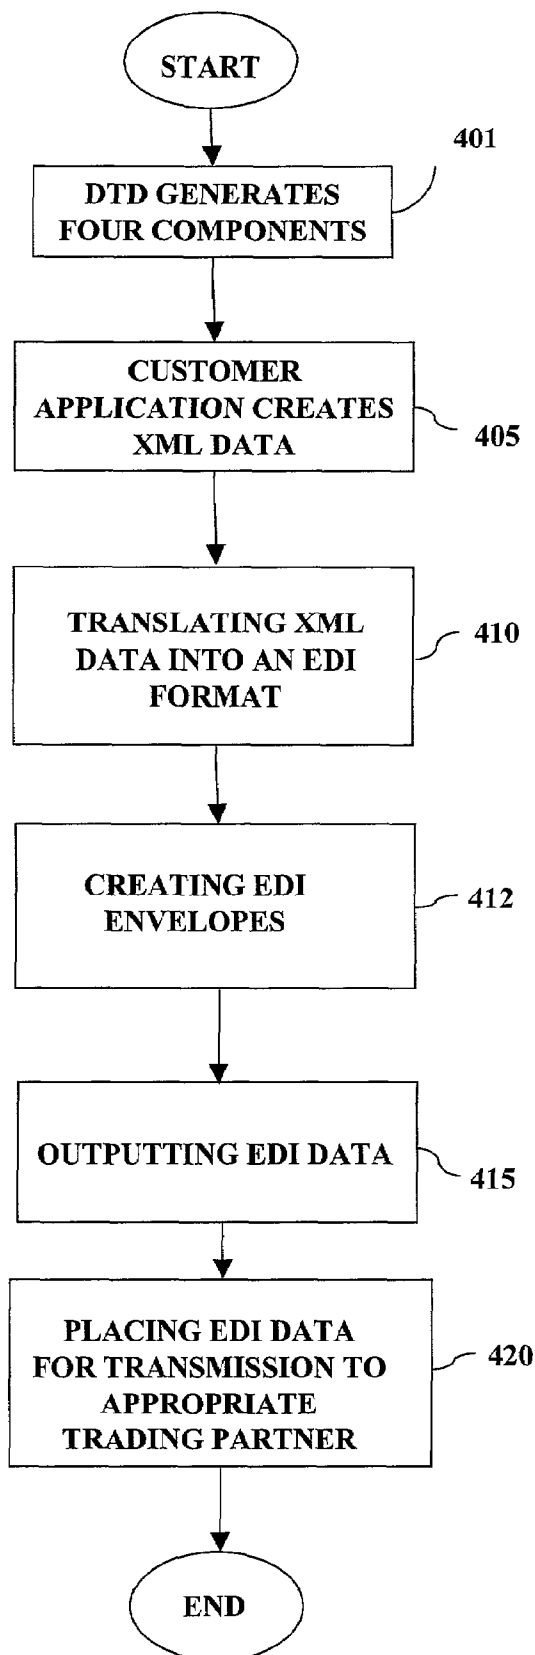 START
401
DTD GENERATES
FOUR COMPONENTS
CUSTOMER
APPLICATION CREATES
XML DATA
405
TRANSLATING XML
DATA INTO AN EDI
FORMAT
410
CREATING EDI
ENVELOPES
412
OUTPUTTING EDI DATA
415
PLACING EDI DATA
FOR TRANSMISSION TO
APPROPRIATE
TRADING PARTNER
420
END